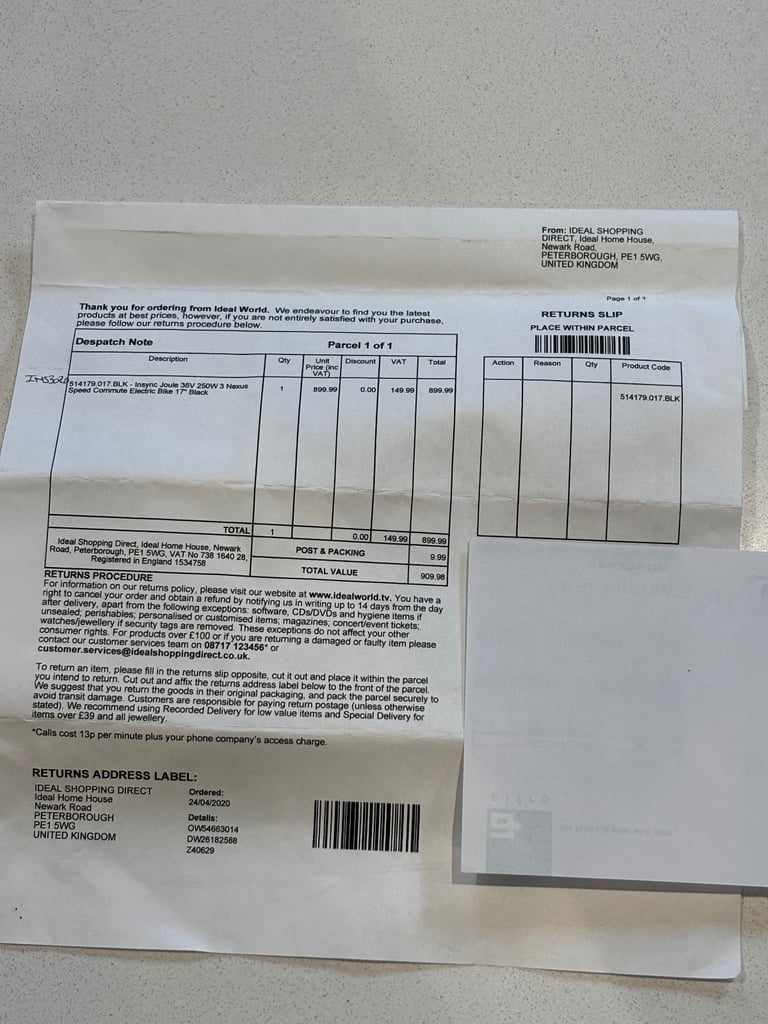 From: IDEAL SHOPPING
DIRECT, Ideal Home House,
Newark Road,
PETERBOROUGH, PE1 5WG,
UNITED KINGDOM
Page 1 of 1
Thank you for ordering from Ideal World. We endeavour to find you the latest
products at best prices, however, if you are not entirely satisfied with your purchase,
please follow our returns procedure below.
RETURNS SLIP
PLACE WITHIN PARCEL
Despatch Note Parcel 1 of 1
Description Qty Unit Price (inc VAT) Discount VAT Total
514179.017.BLK - Insync Joule 36V 250W 3 Nexus
Speed Commute Electric Bike 17" Black
1 899.99 0.00 149.99 899.99
Action Reason Qty Product Code
514179.017.BLK
TOTAL 1 0.00 149.99 899.99
Ideal Shopping Direct, Ideal Home House, Newark
Road, Peterborough, PE1 5WG, VAT No 738 1640 28,
Registered in England 1534758
POST & PACKING 9.99
TOTAL VALUE 909.98
RETURNS PROCEDURE
For information on our returns policy, please visit our website at www.idealworld.tv. You have a
right to cancel your order and obtain a refund by notifying us in writing up to 14 days from the day
after delivery, apart from the following exceptions: software, CDs/DVDs and hygiene items if
unsealed; perishables; personalised or customised items; magazines; concert/event tickets;
watches/jewellery if security tags are removed. These exceptions do not affect your other
consumer rights. For products over £100 or if you are returning a damaged or faulty item please
contact our customer services team on 08717 123456* or
customer.services@idealshoppingdirect.co.uk.
To return an item, please fill in the returns slip opposite, cut it out and place it within the parcel
you intend to return. Cut out and affix the returns address label below to the front of the parcel.
We suggest that you return the goods in their original packaging, and pack the parcel securely to
avoid transit damage. Customers are responsible for paying return postage (unless otherwise
stated). We recommend using Recorded Delivery for low value items and Special Delivery for
items over £39 and all jewellery.
*Calls cost 13p per minute plus your phone company's access charge.
RETURNS ADDRESS LABEL:
IDEAL SHOPPING DIRECT
Ideal Home House
Newark Road
PETERBOROUGH
PE1 5WG
UNITED KINGDOM
Ordered:
24/04/2020
Details:
OW54663014
DW26182588
Z40629